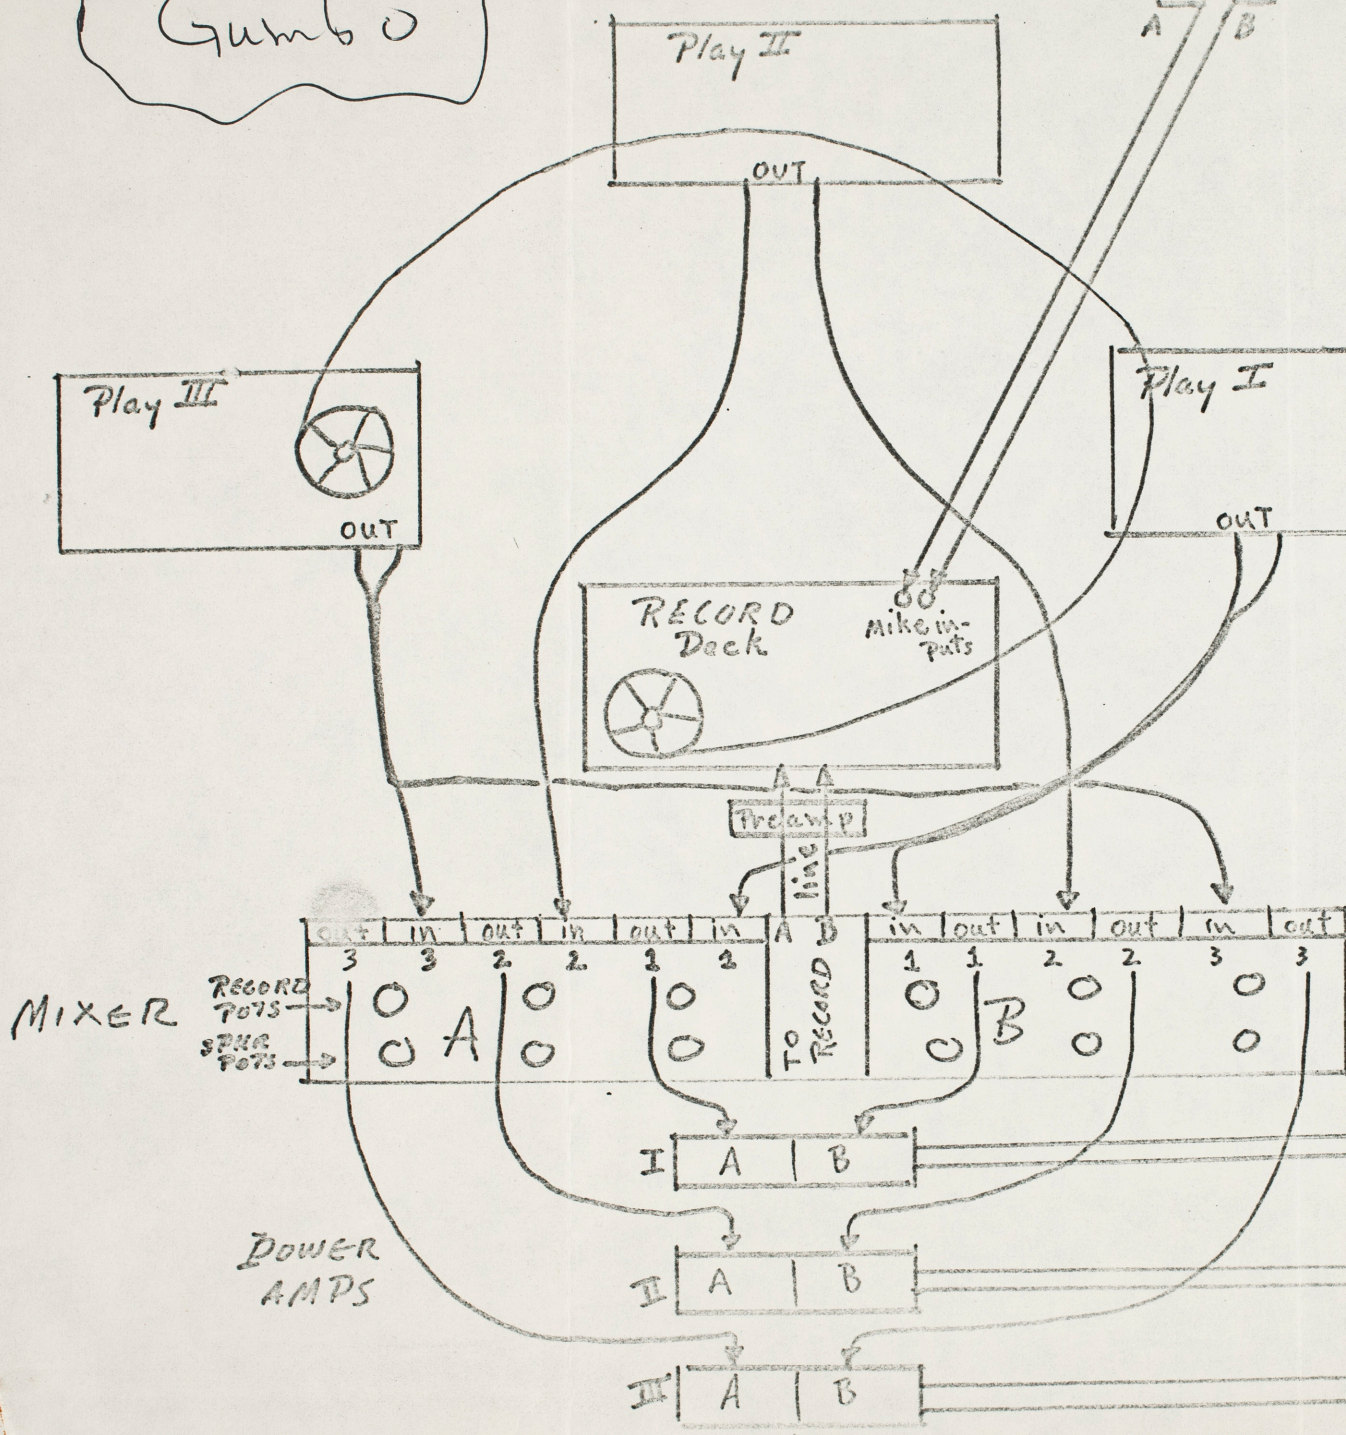 Gumbo
A B
Play II
OUT
Play III
OUT
Play I
OUT
RECORD
Deck
Mike in-
puts
Preamp
line
out in out in out in A B in out in out in out
3 3 2 2 1 1 1 1 2 2 3 3
MIXER
RECORD
POTS
SPKR
POTS
A
TO
RECORD
B
I A B
POWER
AMPS
II A B
III A B